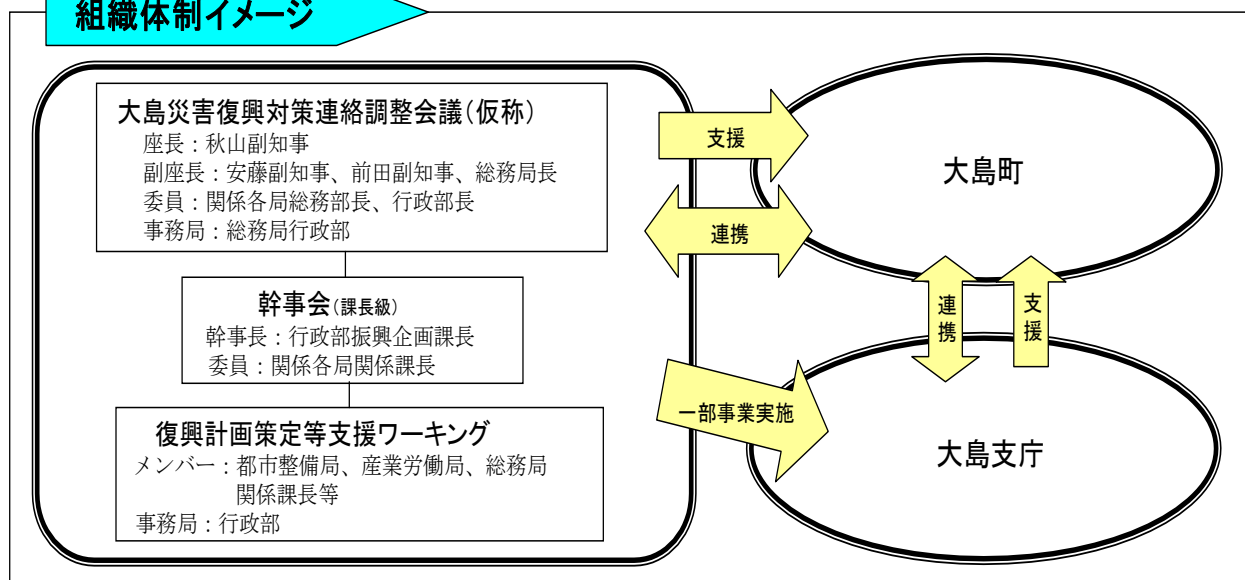 組織体制イメージ
大島災害復興対策連絡調整会議(仮称)
座長：秋山副知事
副座長：安藤副知事、前田副知事、総務局長
委員：関係各局総務部長、行政部長
事務局：総務局行政部
幹事会(課長級)
幹事長：行政部振興企画課長
委員：関係各局関係課長
復興計画策定等支援ワーキング
メンバー：都市整備局、産業労働局、総務局
関係課長等
事務局：行政部
支援
連携
一部事業実施
大島町
連携
支援
大島支庁